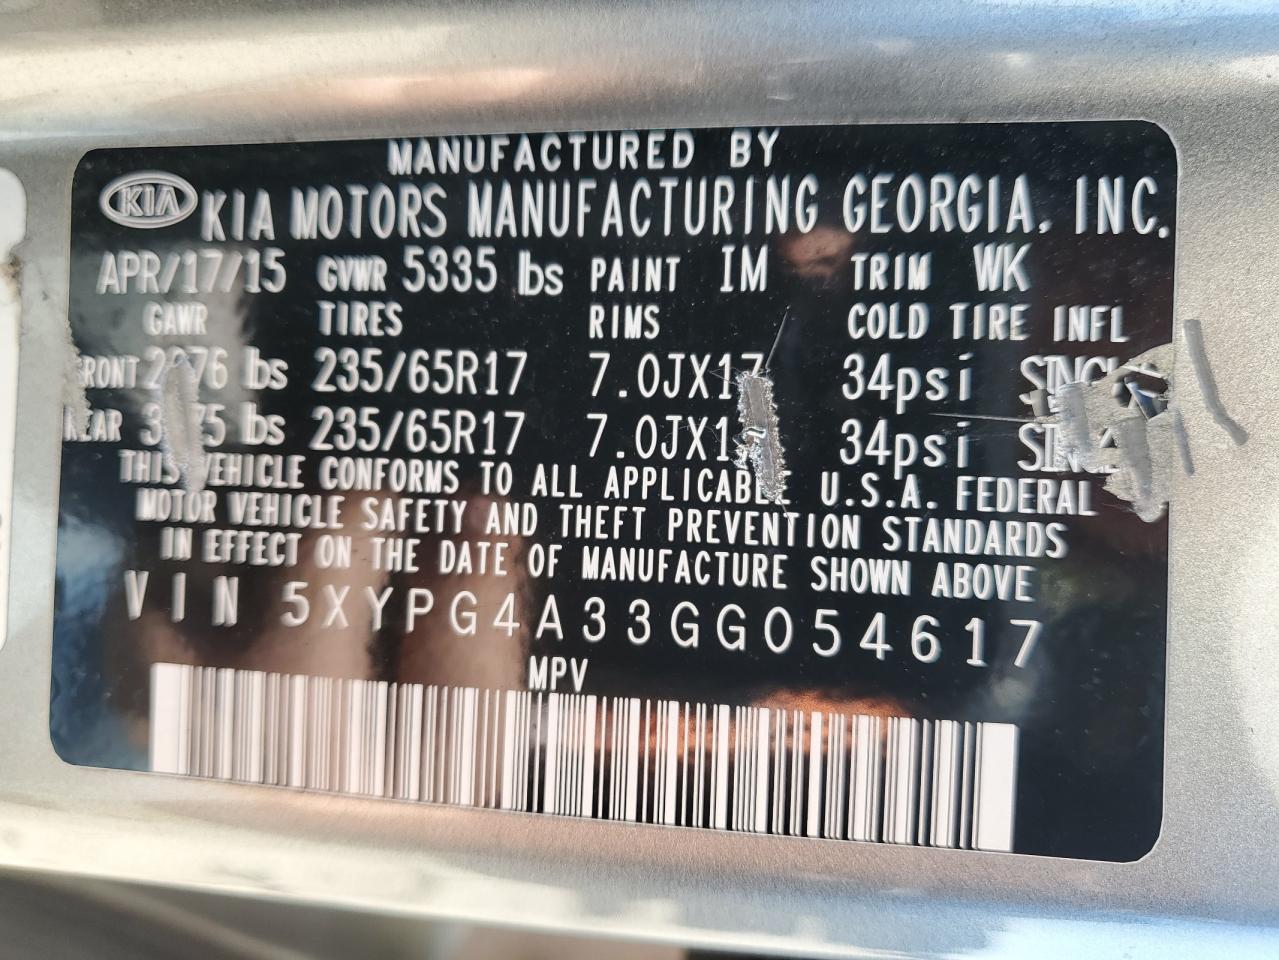 MANUFACTURED BY
KIA KIA MOTORS MANUFACTURING GEORGIA, INC.
APR/17/15 GVWR 5335 lbs PAINT IM TRIM WK
GAWR TIRES RIMS COLD TIRE INFL
FRONT lbs 235/65R17 7.0JX17 34psi
REAR lbs 235/65R17 34psi
THIS VEHICLE CONFORMS TO ALL APPLICABLE U.S.A. FEDERAL
MOTOR VEHICLE SAFETY AND THEFT PREVENTION STANDARDS
IN EFFECT ON THE DATE OF MANUFACTURE SHOWN ABOVE
VIN 5XYPG4A33GG054617
MPV